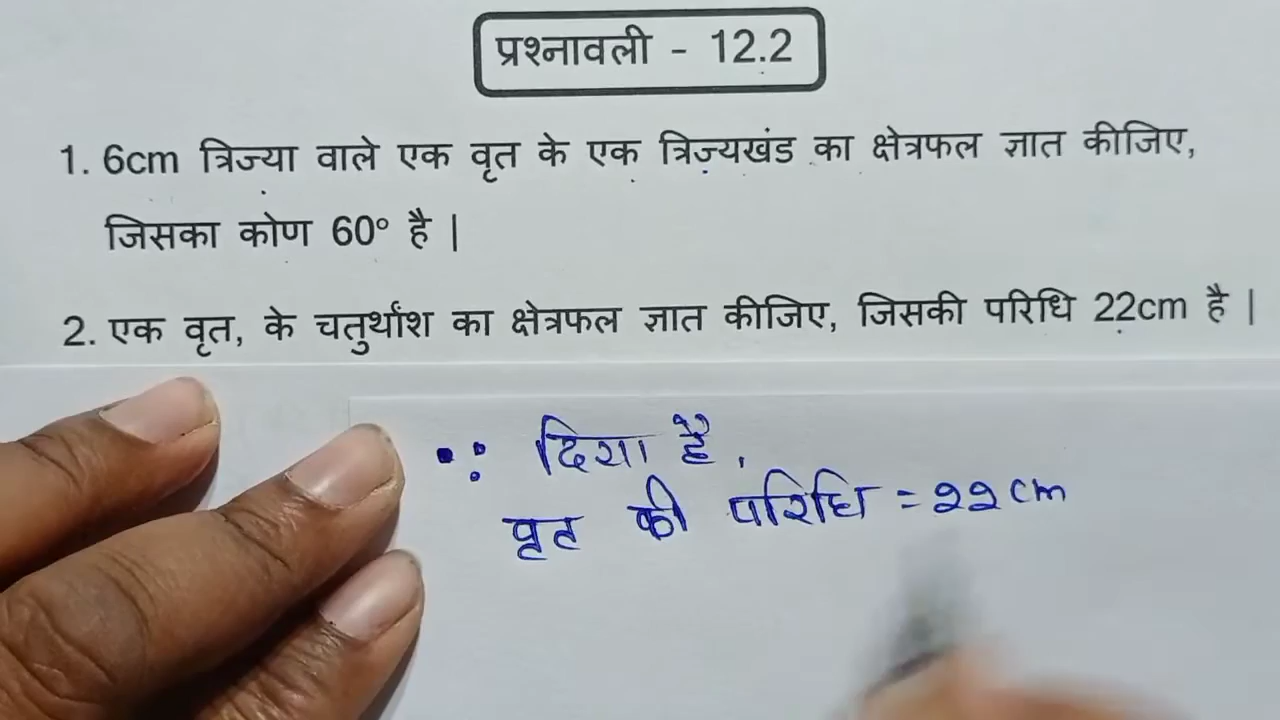 प्रश्नावली - 12.2
1. 6cm त्रिज्या वाले एक वृत के एक त्रिज्यखंड का क्षेत्रफल ज्ञात कीजिए,
जिसका कोण 60° है |
2. एक वृत, के चतुर्थांश का क्षेत्रफल ज्ञात कीजिए, जिसकी परिधि 22cm है |
∵ दिया है,
वृत की परिधि = 22 cm